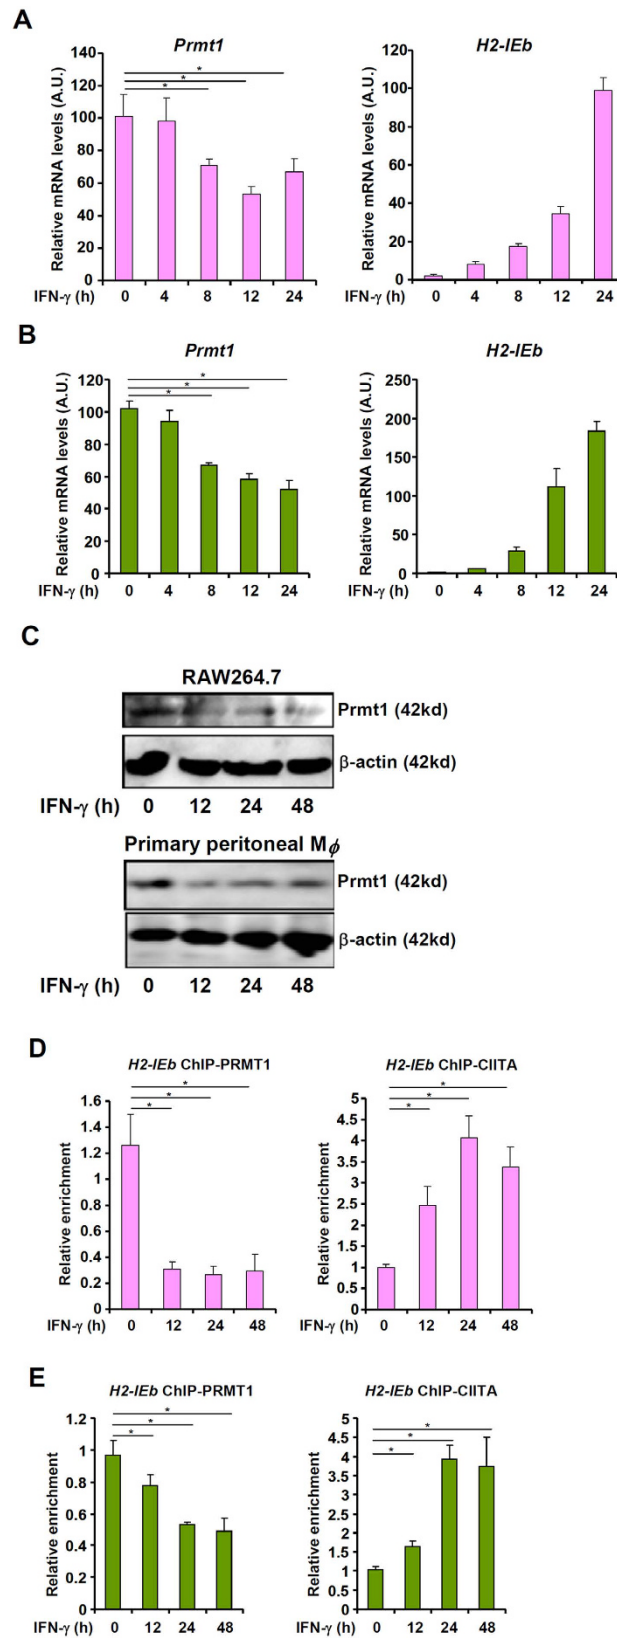 A
Prmt1
H2-IEb
Relative mRNA levels (A.U.)
140
120
100
80
60
40
20
0
* * *
IFN-γ (h) 0 4 8 12 24
Relative mRNA levels (A.U.)
120
100
80
60
40
20
0
IFN-γ (h) 0 4 8 12 24
B
Prmt1
H2-IEb
Relative mRNA levels (A.U.)
120
100
80
60
40
20
0
* * *
IFN-γ (h) 0 4 8 12 24
Relative mRNA levels (A.U.)
250
200
150
100
50
0
IFN-γ (h) 0 4 8 12 24
C
RAW264.7
Prmt1 (42kd)
β-actin (42kd)
IFN-γ (h) 0 12 24 48
Primary peritoneal Mϕ
Prmt1 (42kd)
β-actin (42kd)
IFN-γ (h) 0 12 24 48
D
H2-IEb ChIP-PRMT1
H2-IEb ChIP-CIITA
Relative enrichment
1.6
1.4
1.2
1
0.8
0.6
0.4
0.2
0
* * *
IFN-γ (h) 0 12 24 48
Relative enrichment
5
4.5
4
3.5
3
2.5
2
1.5
1
0.5
0
* * *
IFN-γ (h) 0 12 24 48
E
H2-IEb ChIP-PRMT1
H2-IEb ChIP-CIITA
Relative enrichment
1.2
1
0.8
0.6
0.4
0.2
0
* * *
IFN-γ (h) 0 12 24 48
Relative enrichment
5
4.5
4
3.5
3
2.5
2
1.5
1
0.5
0
* * *
IFN-γ (h) 0 12 24 48